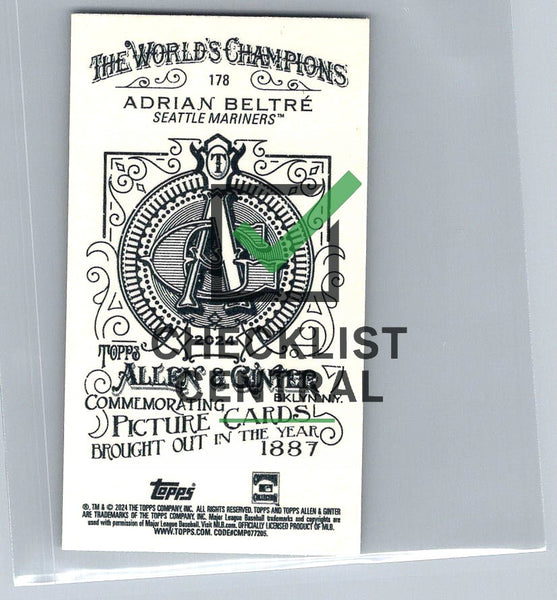 THE WORLD'S CHAMPIONS
178
ADRIAN BELTRÉ
SEATTLE MARINERS™
T
A&G
2024
CHECKLIST
TOPPS
CENTRAL
ALLEN & GINTER
BKLYN N.Y.
COMMEMORATING
PICTURE CARDS
BROUGHT OUT IN THE YEAR 1887
topps
®, TM & © 2024 THE TOPPS COMPANY, INC. ALL RIGHTS RESERVED. TOPPS AND TOPPS ALLEN & GINTER
ARE TRADEMARKS OF THE TOPPS COMPANY, INC. Major League Baseball trademarks and copyrights are
used with permission of Major League Baseball. Visit MLB.com. OFFICIALLY LICENSED PRODUCT OF MLB.
WWW.TOPPS.COM. CODE#CMP077205.